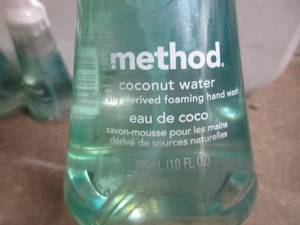 method.
coconut water
derived foaming hand wash
eau de coco
savon-mousse pour les mains
dérivé de sources naturelles
300mL (10 FL OZ)